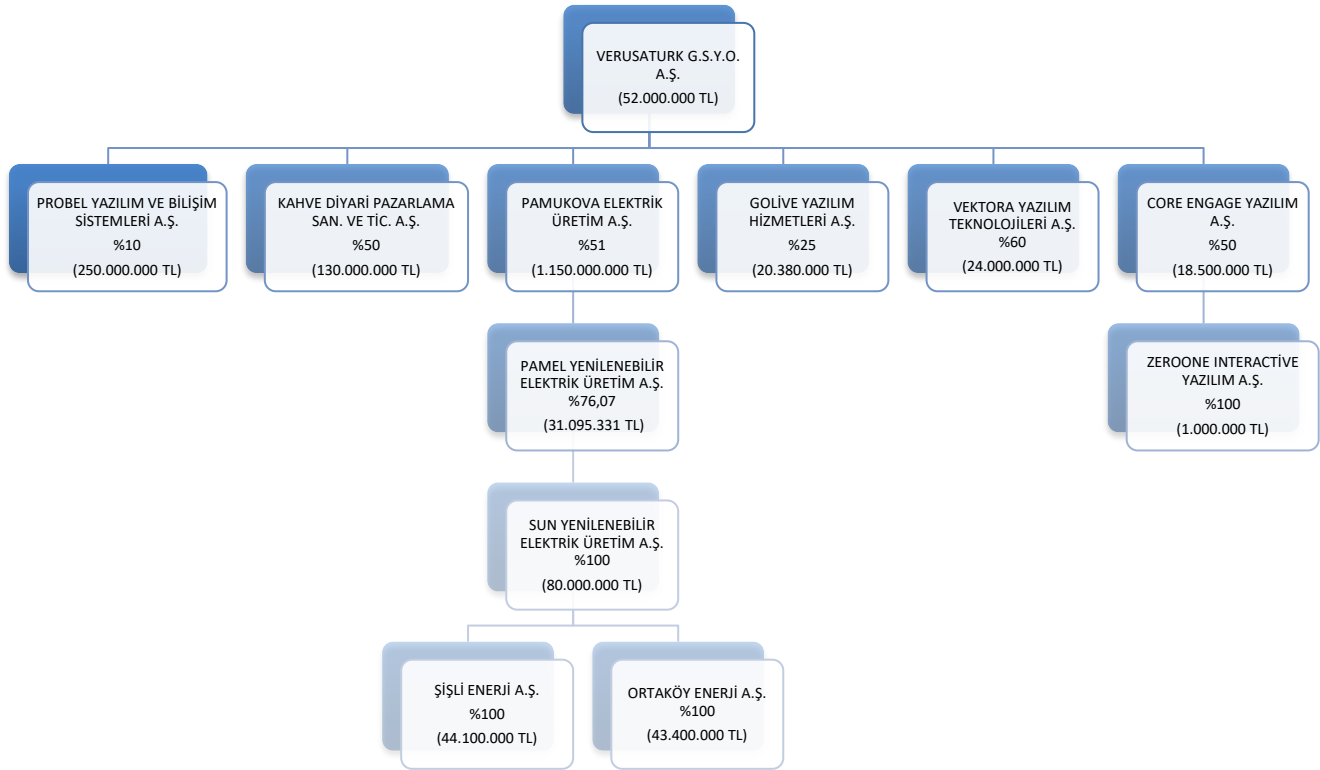 VERUSATURK G.S.Y.O.
A.Ş.
(52.000.000 TL)
PROBEL YAZILIM VE BİLİŞİM
SİSTEMLERİ A.Ş.
%10
(250.000.000 TL)
KAHVE DİYARİ PAZARLAMA
SAN. VE TİC. A.Ş.
%50
(130.000.000 TL)
PAMUKOVA ELEKTRİK
ÜRETİM A.Ş.
%51
(1.150.000.000 TL)
GOLİVE YAZILIM
HİZMETLERİ A.Ş.
%25
(20.380.000 TL)
VEKTORA YAZILIM
TEKNOLOJİLERİ A.Ş.
%60
(24.000.000 TL)
CORE ENGAGE YAZILIM
A.Ş.
%50
(18.500.000 TL)
PAMEL YENİLENEBİLİR
ELEKTRİK ÜRETİM A.Ş.
%76,07
(31.095.331 TL)
ZEROONE INTERACTİVE
YAZILIM A.Ş.
%100
(1.000.000 TL)
SUN YENİLENEBİLİR
ELEKTRİK ÜRETİM A.Ş.
%100
(80.000.000 TL)
ŞİŞLİ ENERJİ A.Ş.
%100
(44.100.000 TL)
ORTAKÖY ENERJİ A.Ş.
%100
(43.400.000 TL)